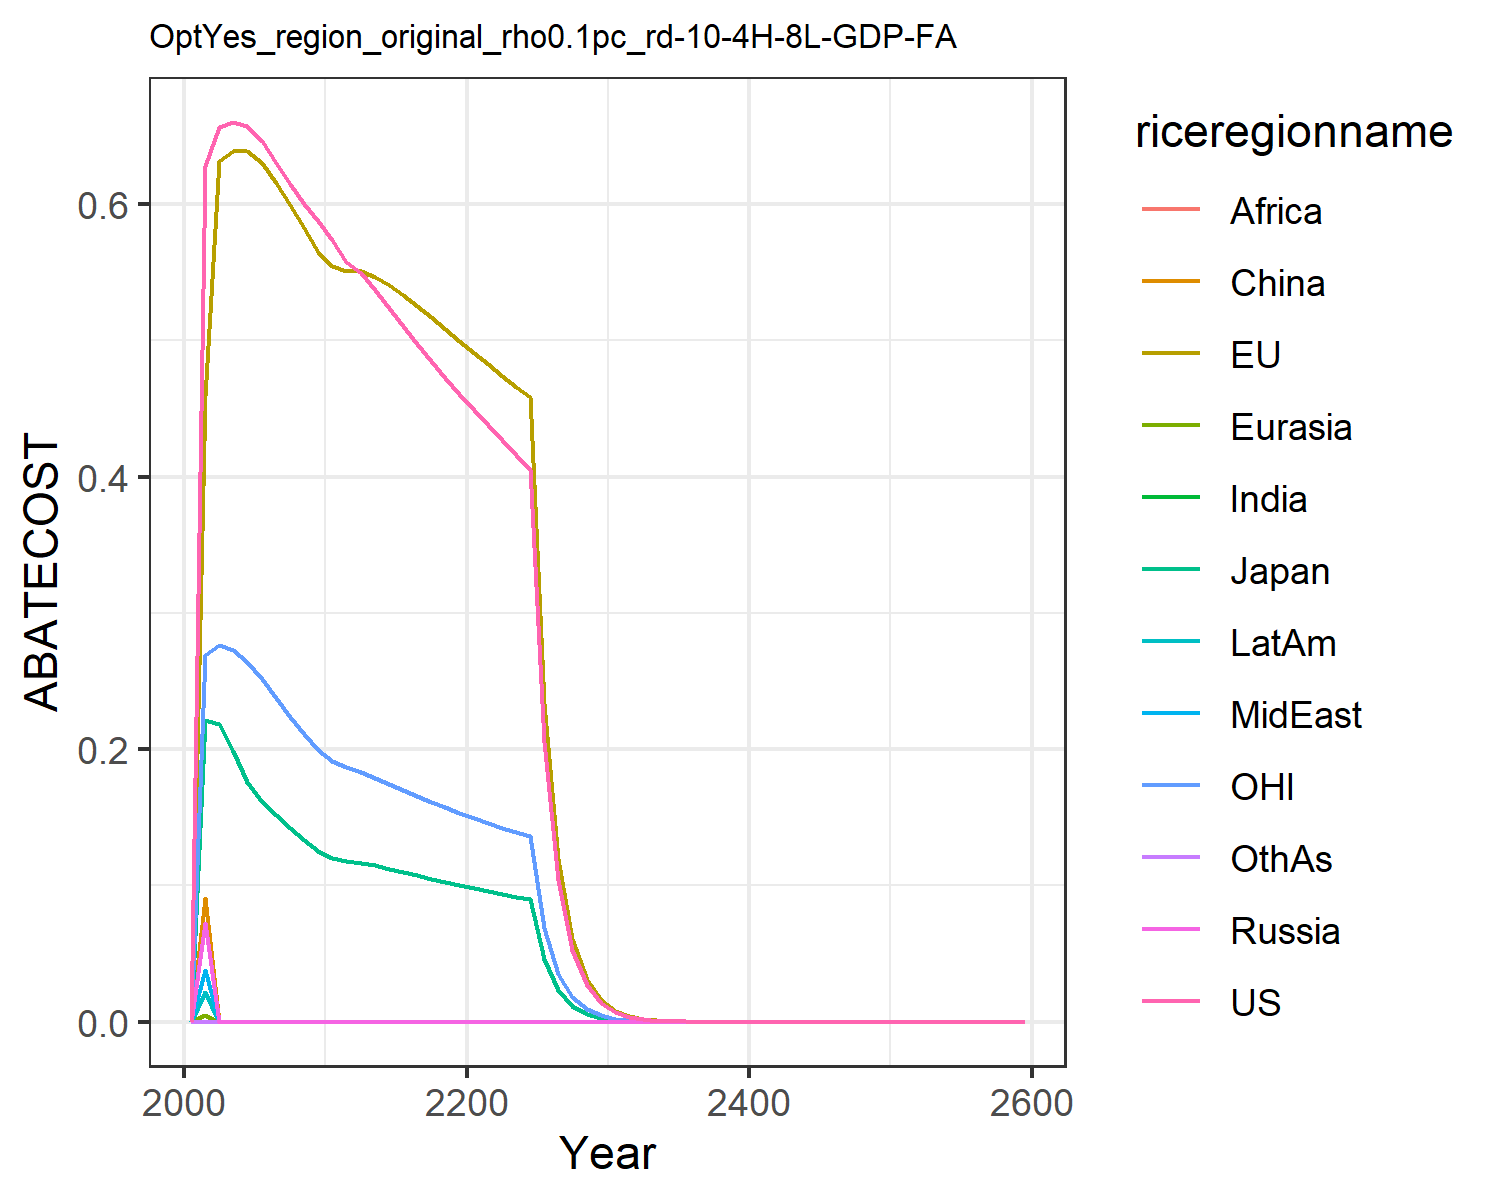 OptYes_region_original_rho0.1pc_rd-10-4H-8L-GDP-FA
ABATECOST
0.6
0.4
0.2
0.0
2000
2200
2400
2600
Year
riceregionname
Africa
China
EU
Eurasia
India
Japan
LatAm
MidEast
OHI
OthAs
Russia
US